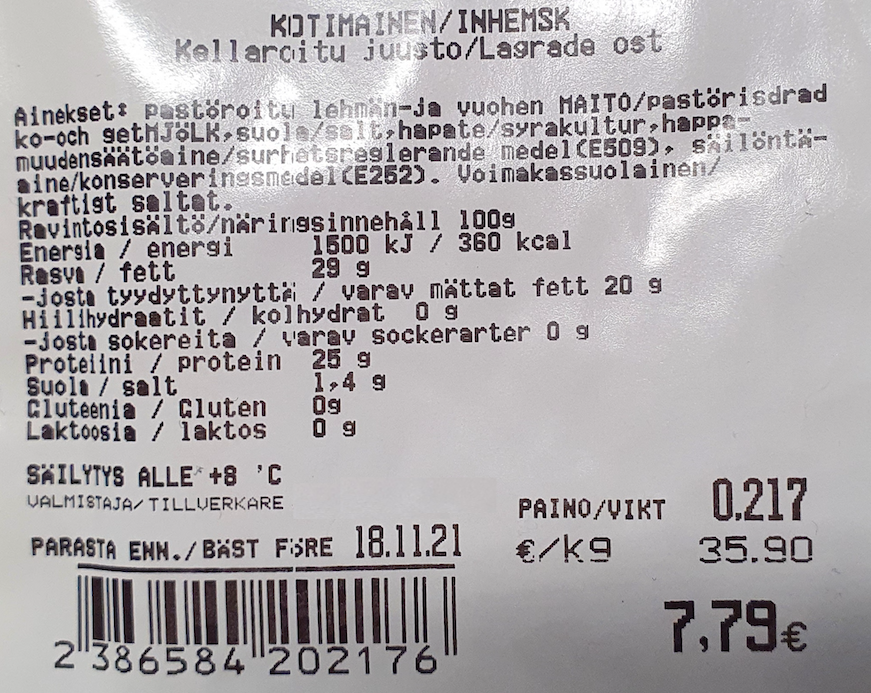 KOTIMAINEN/INHEMSK
Kellaroitu juusto/Lagrade ost
Ainekset: pastöroitu lehmän-ja vuohen MAITO/pastörisdrad
ko-och getMJÖLK,suola/salt,hapate/syrakultur,happa-
muudensäätöaine/surhetsreglerande medel(E509), säilöntä-
aine/konserveringsmedel(E252). Voimakassuolainen/
kraftigt saltat.
Ravintosisältö/näringsinnehåll 100g
Energia / energi 1500 kJ / 360 kcal
Rasva / fett 29 g
-josta tyydyttynyttä / varav mättat fett 20 g
Hiilihydraatit / kolhydrat 0 g
-josta sokereita / varav sockerarter 0 g
Proteiini / protein 25 g
Suola / salt 1,4 g
Gluteenia / Gluten 0g
Laktoosia / laktos 0 g
SÄILYTYS ALLE +8 'C
VALMISTAJA/TILLVERKARE
PAINO/VIKT 0.217
PARASTA ENN./BÄST FÖRE 18.11.21
€/kg 35.90
7,79€
2 386584 202176